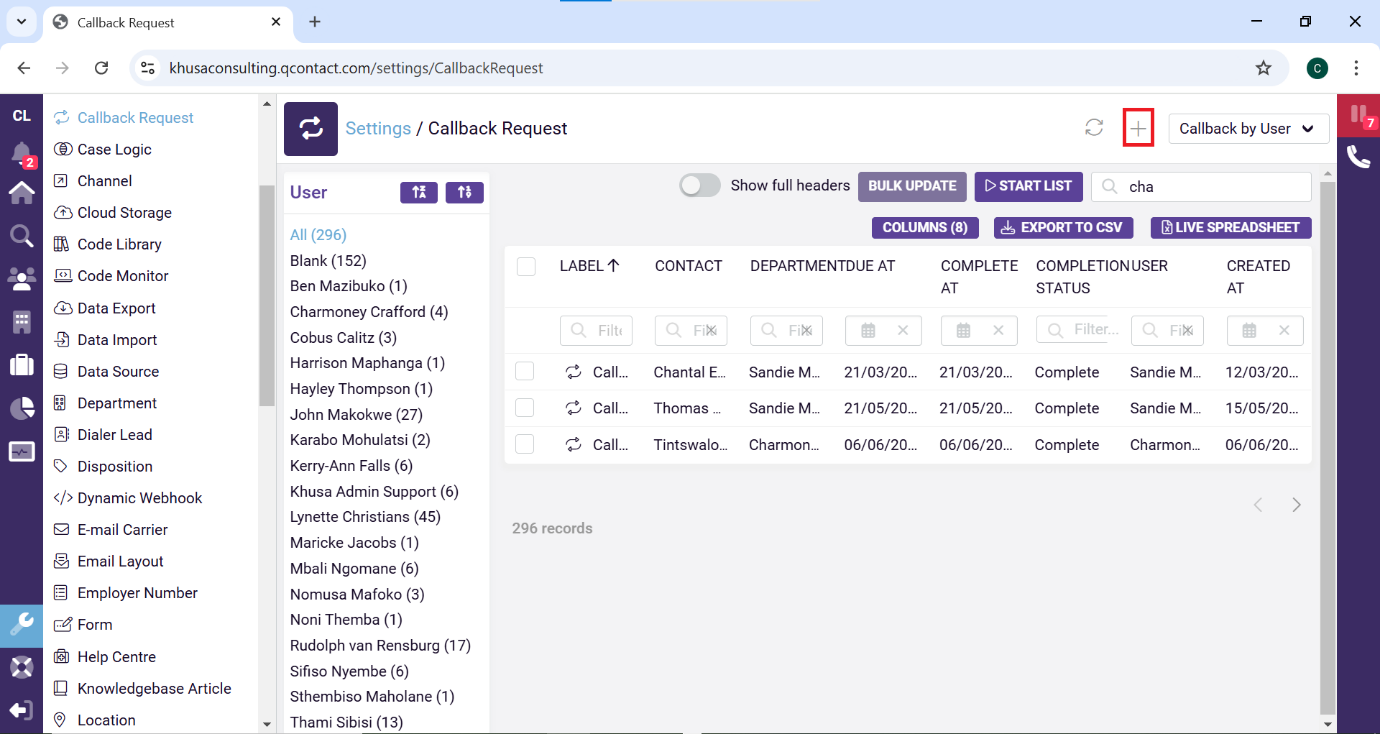 Callback Request
khusaconsulting.qcontact.com/settings/CallbackRequest
C
CL
2
7
Callback Request
Case Logic
Channel
Cloud Storage
Code Library
Code Monitor
Data Export
Data Import
Data Source
Department
Dialer Lead
Disposition
Dynamic Webhook
E-mail Carrier
Email Layout
Employer Number
Form
Help Centre
Knowledgebase Article
Location
Settings / Callback Request
Callback by User
User
All (296)
Blank (152)
Ben Mazibuko (1)
Charmoney Crafford (4)
Cobus Calitz (3)
Harrison Maphanga (1)
Hayley Thompson (1)
John Makokwe (27)
Karabo Mohulatsi (2)
Kerry-Ann Falls (6)
Khusa Admin Support (6)
Lynette Christians (45)
Maricke Jacobs (1)
Mbali Ngomane (6)
Nomusa Mafoko (3)
Noni Themba (1)
Rudolph van Rensburg (17)
Sifiso Nyembe (6)
Sthembiso Maholane (1)
Thami Sibisi (13)
Show full headers BULK UPDATE START LIST cha
COLUMNS (8) EXPORT TO CSV LIVE SPREADSHEET
LABEL CONTACT DEPARTMENT DUE AT COMPLETE AT COMPLETION STATUS USER CREATED AT
Filter...
Call... Chantal E... Sandie M... 21/03/20... 21/03/20... Complete Sandie M... 12/03/20...
Call... Thomas ... Sandie M... 21/05/20... 21/05/20... Complete Sandie M... 15/05/20...
Call... Tintswalo... Charmon... 06/06/20... 06/06/20... Complete Charmon... 06/06/20...
296 records